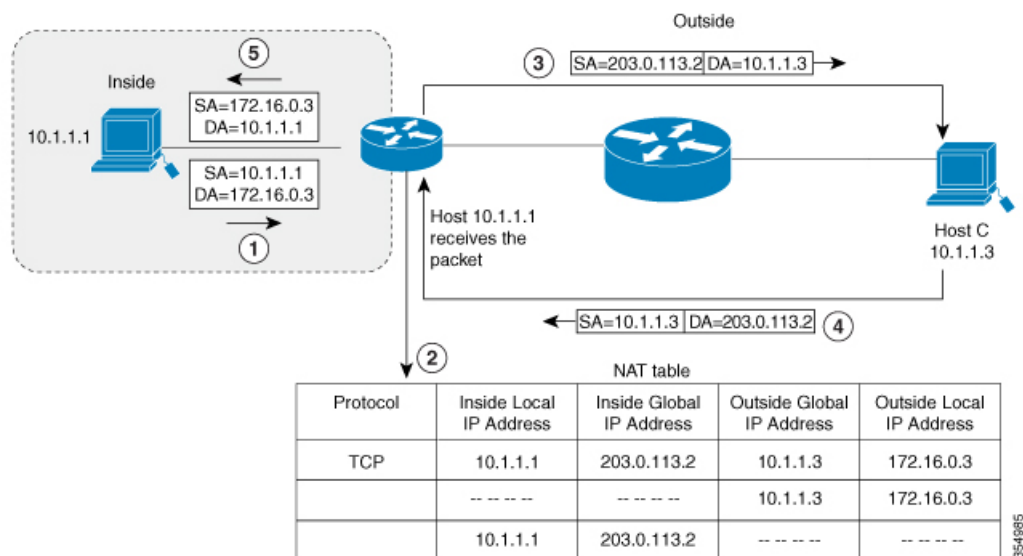 Outside
5
3
SA=203.0.113.2 DA=10.1.1.3
Inside
SA=172.16.0.3
DA=10.1.1.1
10.1.1.1
SA=10.1.1.1
DA=172.16.0.3
1
Host 10.1.1.1
receives the
packet
Host C
10.1.1.3
SA=10.1.1.3 DA=203.0.113.2
4
2
NAT table
Protocol Inside Local IP Address Inside Global IP Address Outside Global IP Address Outside Local IP Address
TCP 10.1.1.1 203.0.113.2 10.1.1.3 172.16.0.3
-- -- -- -- -- -- -- -- 10.1.1.3 172.16.0.3
10.1.1.1 203.0.113.2 -- -- -- -- -- -- -- --